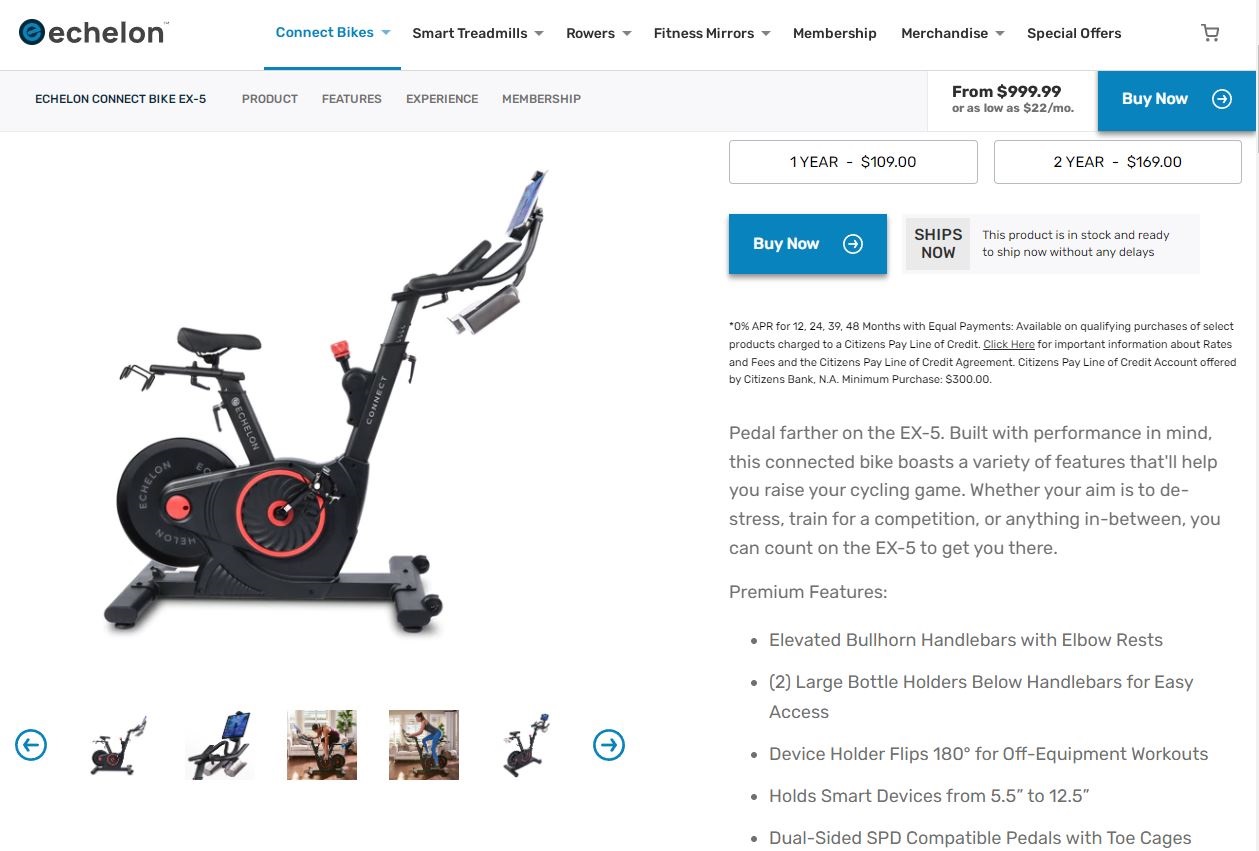 echelon™
Connect Bikes
Smart Treadmills
Rowers
Fitness Mirrors
Membership
Merchandise
Special Offers
ECHELON CONNECT BIKE EX-5
PRODUCT
FEATURES
EXPERIENCE
MEMBERSHIP
From $999.99
or as low as $22/mo.
Buy Now
1 YEAR - $109.00
2 YEAR - $169.00
Buy Now
SHIPS
NOW
This product is in stock and ready
to ship now without any delays
*0% APR for 12, 24, 39, 48 Months with Equal Payments: Available on qualifying purchases of select
products charged to a Citizens Pay Line of Credit. Click Here for important information about Rates
and Fees and the Citizens Pay Line of Credit Agreement. Citizens Pay Line of Credit Account offered
by Citizens Bank, N.A. Minimum Purchase: $300.00.
Pedal farther on the EX-5. Built with performance in mind,
this connected bike boasts a variety of features that'll help
you raise your cycling game. Whether your aim is to de-
stress, train for a competition, or anything in-between, you
can count on the EX-5 to get you there.
Premium Features:
• Elevated Bullhorn Handlebars with Elbow Rests
• (2) Large Bottle Holders Below Handlebars for Easy
Access
• Device Holder Flips 180° for Off-Equipment Workouts
• Holds Smart Devices from 5.5” to 12.5”
• Dual-Sided SPD Compatible Pedals with Toe Cages
CONNECT
ECHELON
ECHELON